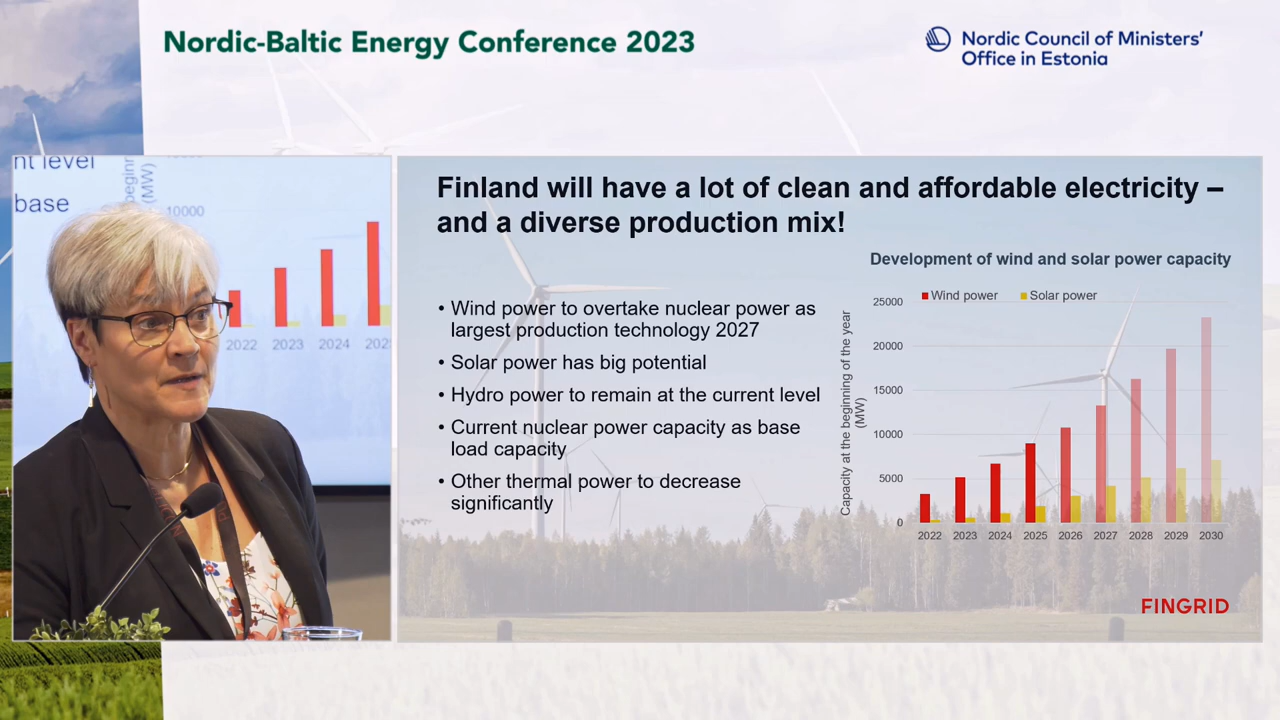 Nordic-Baltic Energy Conference 2023
Nordic Council of Ministers'
Office in Estonia
nt level
base
(MW)
10000
2022 2023 2024
Finland will have a lot of clean and affordable electricity –
and a diverse production mix!
• Wind power to overtake nuclear power as
largest production technology 2027
• Solar power has big potential
• Hydro power to remain at the current level
• Current nuclear power capacity as base
load capacity
• Other thermal power to decrease
significantly
Development of wind and solar power capacity
Wind power Solar power
Capacity at the beginning of the year
(MW)
25000
20000
15000
10000
5000
0
2022 2023 2024 2025 2026 2027 2028 2029 2030
FINGRID